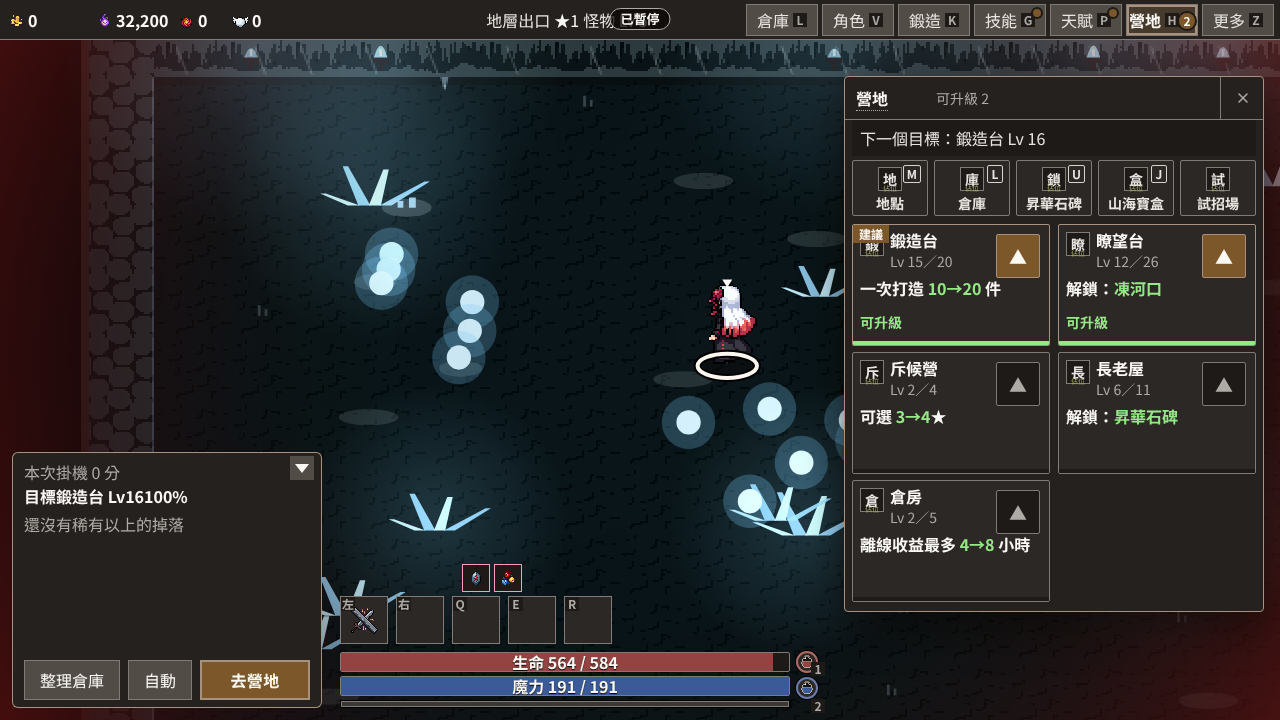 0
32,200
0
0
地層出口 ★1 怪物
已暫停
倉庫 L
角色 V
鍛造 K
技能 G
天賦 P
營地 H 2
更多 Z
營地
可升級 2
×
下一個目標：鍛造台 Lv 16
地 M
地點
庫 L
倉庫
鎖 U
昇華石碑
盒 J
山海寶盒
試
試招場
建議
鍛造台
Lv 15／20
一次打造 10→20 件
可升級
瞭
瞭望台
Lv 12／26
解鎖：凍河口
可升級
斥
斥候營
Lv 2／4
可選 3→4★
長
長老屋
Lv 6／11
解鎖：昇華石碑
倉
倉房
Lv 2／5
離線收益最多 4→8 小時
本次掛機 0 分
目標鍛造台 Lv16100%
還沒有稀有以上的掉落
整理倉庫
自動
去營地
左
右
Q
E
R
生命 564 / 584
1
魔力 191 / 191
2